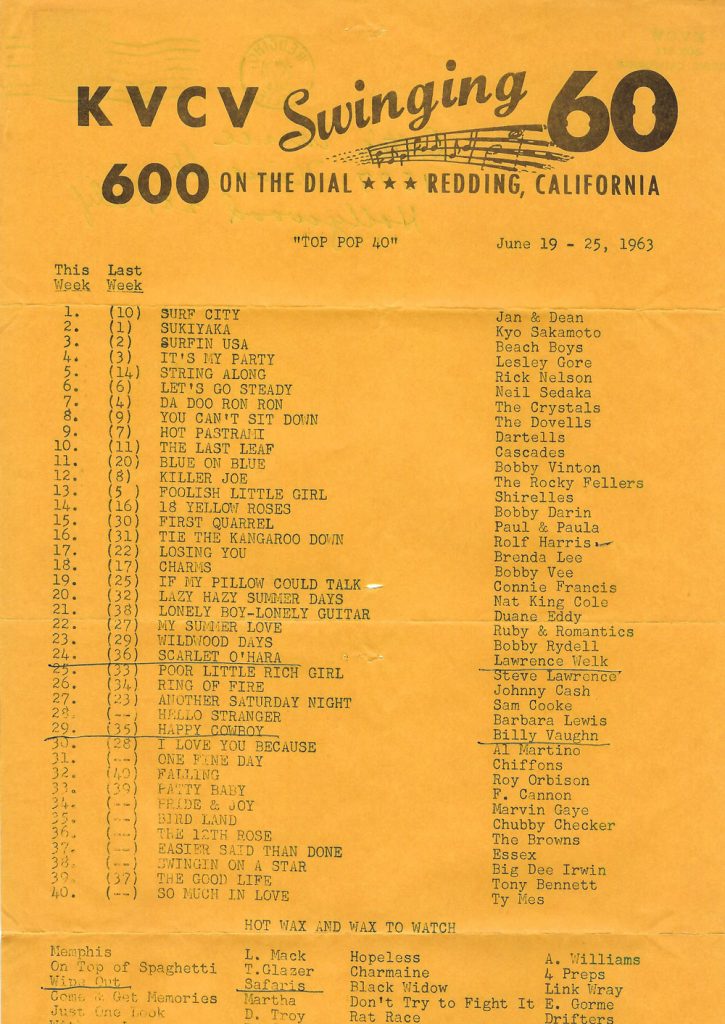 KVCV Swinging 60
600 ON THE DIAL ★ ★ ★ REDDING, CALIFORNIA
"TOP POP 40" June 19 - 25, 1963
This Last
Week Week
1. (10) SURF CITY Jan & Dean
2. (1) SUKIYAKA Kyo Sakamoto
3. (2) SURFIN USA Beach Boys
4. (3) IT'S MY PARTY Lesley Gore
5. (14) STRING ALONG Rick Nelson
6. (6) LET'S GO STEADY Neil Sedaka
7. (4) DA DOO RON RON The Crystals
8. (9) YOU CAN'T SIT DOWN The Dovells
9. (7) HOT PASTRAMI Dartells
10. (11) THE LAST LEAF Cascades
11. (20) BLUE ON BLUE Bobby Vinton
12. (8) KILLER JOE The Rocky Fellers
13. (5 ) FOOLISH LITTLE GIRL Shirelles
14. (16) 18 YELLOW ROSES Bobby Darin
15. (30) FIRST QUARREL Paul & Paula
16. (31) TIE THE KANGAROO DOWN Rolf Harris
17. (22) LOSING YOU Brenda Lee
18. (17) CHARMS Bobby Vee
19. (25) IF MY PILLOW COULD TALK Connie Francis
20. (32) LAZY HAZY SUMMER DAYS Nat King Cole
21. (38) LONELY BOY-LONELY GUITAR Duane Eddy
22. (27) MY SUMMER LOVE Ruby & Romantics
23. (29) WILDWOOD DAYS Bobby Rydell
24. (36) SCARLET O'HARA Lawrence Welk
25. (33) POOR LITTLE RICH GIRL Steve Lawrence
26. (34) RING OF FIRE Johnny Cash
27. (23) ANOTHER SATURDAY NIGHT Sam Cooke
28. (--) HELLO STRANGER Barbara Lewis
29. (35) HAPPY COWBOY Billy Vaughn
30. (28) I LOVE YOU BECAUSE Al Martino
31. (--) ONE FINE DAY Chiffons
32. (40) FALLING Roy Orbison
33. (39) PATTY BABY F. Cannon
34. (--) PRIDE & JOY Marvin Gaye
35. (--) BIRD LAND Chubby Checker
36. (--) THE 12TH ROSE The Browns
37. (--) EASIER SAID THAN DONE Essex
38. (--) SWINGIN ON A STAR Big Dee Irwin
39. (37) THE GOOD LIFE Tony Bennett
40. (--) SO MUCH IN LOVE Ty Mes
HOT WAX AND WAX TO WATCH
Memphis L. Mack Hopeless A. Williams
On Top of Spaghetti T.Glazer Charmaine 4 Preps
Wipe Out Safaris Black Widow Link Wray
Come & Get Memories Martha Don't Try to Fight It E. Gorme
Just One Look D. Troy Rat Race Drifters